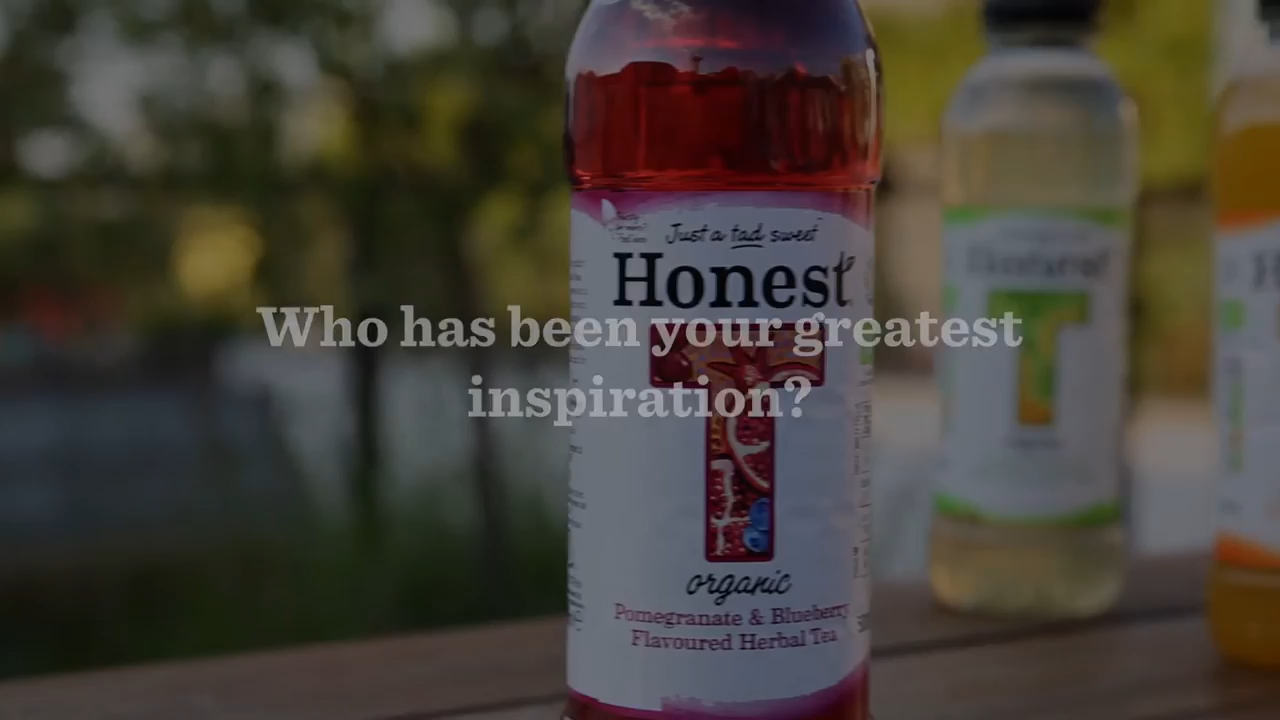 Just a tad sweet
Honest
Who has been your greatest
inspiration?
T
organic
Pomegranate & Blueberry
Flavoured Herbal Tea